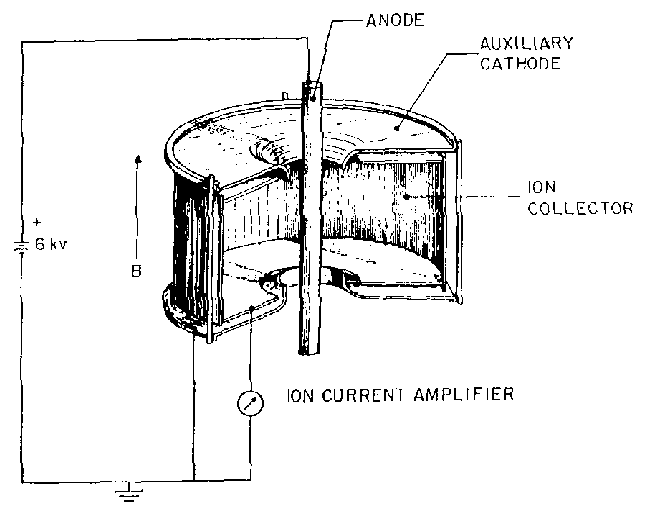 ANODE
AUXILIARY
CATHODE
ION
COLLECTOR
+
6 kv
B
ION CURRENT AMPLIFIER